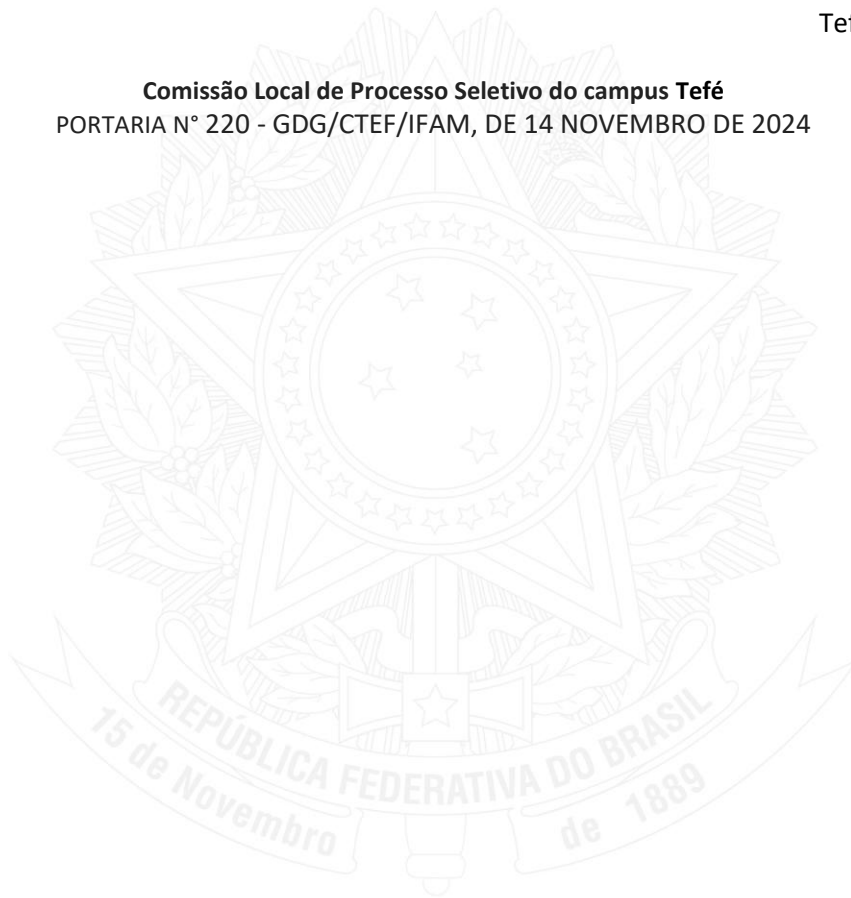 Tef
Comissão Local de Processo Seletivo do campus Tefé
PORTARIA N° 220 - GDG/CTEF/IFAM, DE 14 NOVEMBRO DE 2024
REPÚBLICA FEDERATIVA DO BRASIL
15 de Novembro de 1889